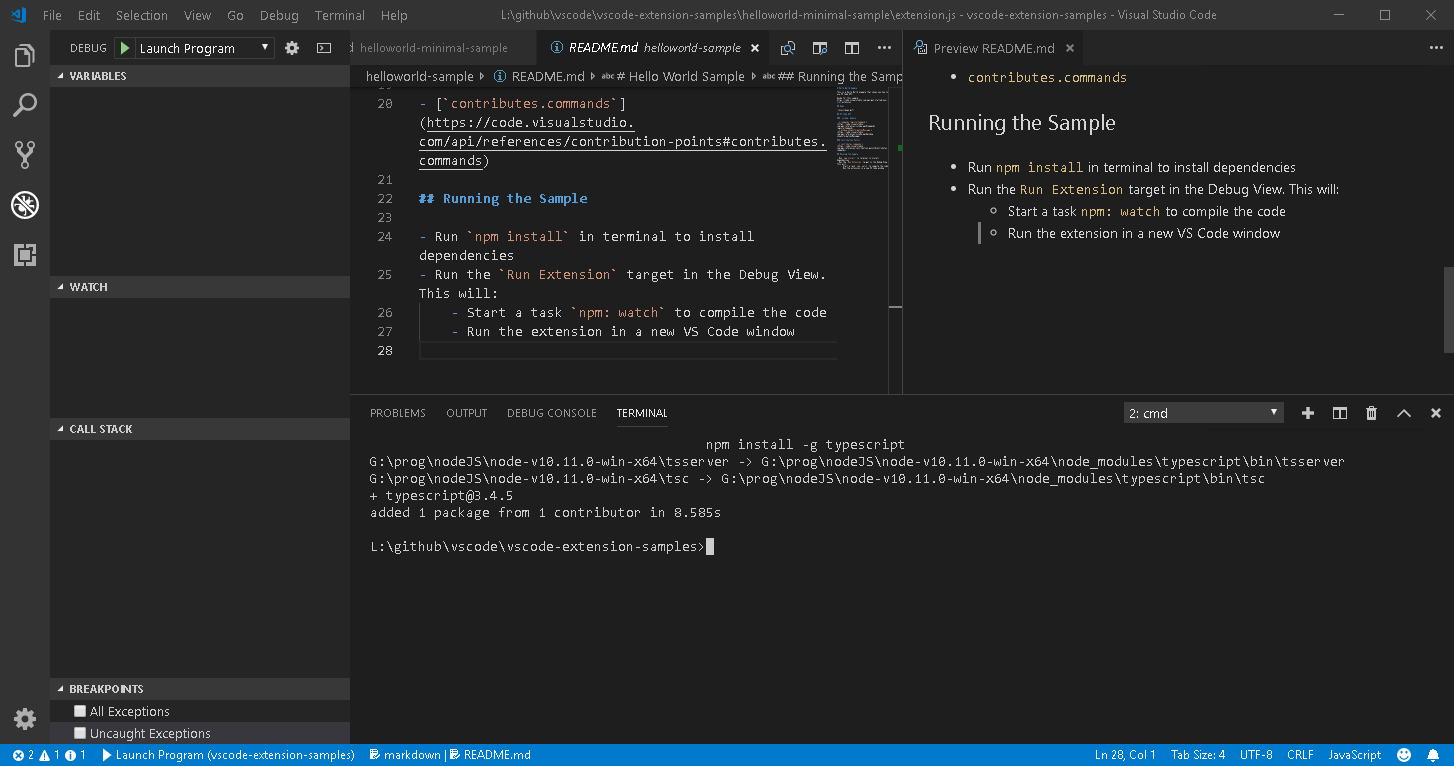 File Edit Selection View Go Debug Terminal Help
L:\github\vscode\vscode-extension-samples\helloworld-minimal-sample\extension.js - vscode-extension-samples - Visual Studio Code
DEBUG Launch Program
VARIABLES
WATCH
CALL STACK
BREAKPOINTS
All Exceptions
Uncaught Exceptions
helloworld-minimal-sample
README.md helloworld-sample
helloworld-sample README.md abc # Hello World Sample abc ## Running the Samp
20 - [`contributes.commands`]
(https://code.visualstudio.
com/api/references/contribution-points#contributes.
commands)
21
22 ## Running the Sample
23
24 - Run `npm install` in terminal to install
dependencies
25 - Run the `Run Extension` target in the Debug View.
This will:
26 - Start a task `npm: watch` to compile the code
27 - Run the extension in a new VS Code window
28
Preview README.md
contributes.commands
Running the Sample
Run npm install in terminal to install dependencies
Run the Run Extension target in the Debug View. This will:
Start a task npm: watch to compile the code
Run the extension in a new VS Code window
PROBLEMS OUTPUT DEBUG CONSOLE TERMINAL
2: cmd
npm install -g typescript
G:\prog\nodeJS\node-v10.11.0-win-x64\tsserver -> G:\prog\nodeJS\node-v10.11.0-win-x64\node_modules\typescript\bin\tsserver
G:\prog\nodeJS\node-v10.11.0-win-x64\tsc -> G:\prog\nodeJS\node-v10.11.0-win-x64\node_modules\typescript\bin\tsc
+ typescript@3.4.5
added 1 package from 1 contributor in 8.585s
L:\github\vscode\vscode-extension-samples>
2 1 1 Launch Program (vscode-extension-samples) markdown | README.md
Ln 28, Col 1 Tab Size: 4 UTF-8 CRLF JavaScript